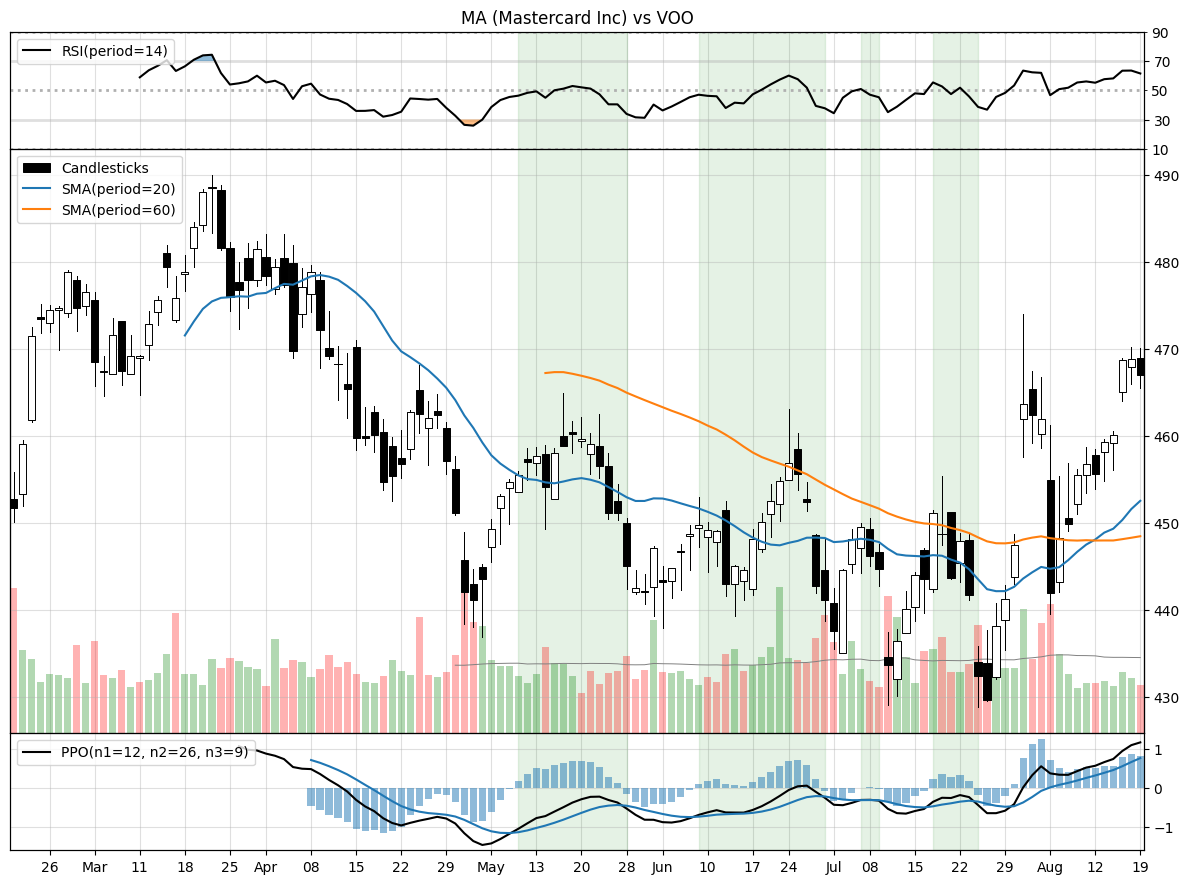 MA (Mastercard Inc) vs VOO
RSI(period=14)
90
70
50
30
10
Candlesticks
SMA(period=20)
SMA(period=60)
490
480
470
460
450
440
430
PPO(n1=12, n2=26, n3=9)
1
0
−1
26 Mar 11 18 25 Apr 08 15 22 29 May 13 20 28 Jun 10 17 24 Jul 08 15 22 29 Aug 12 19